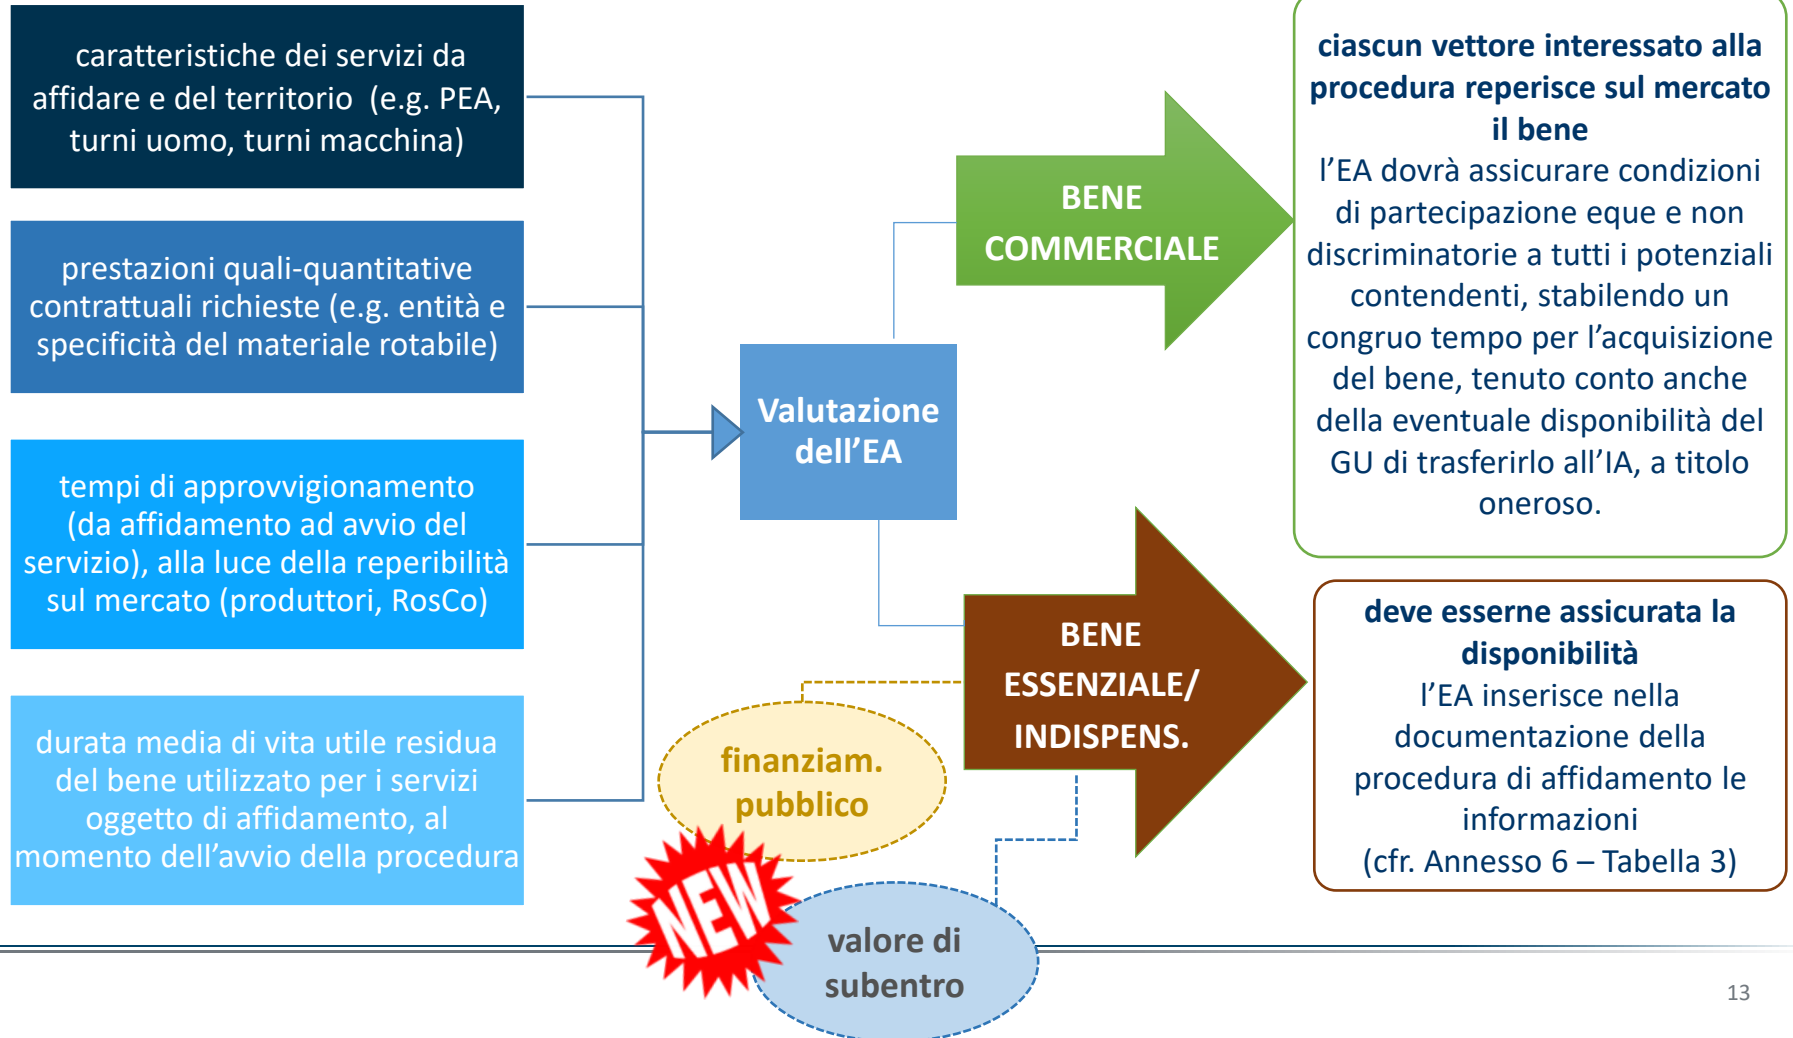 caratteristiche dei servizi da
affidare e del territorio (e.g. PEA,
turni uomo, turni macchina)
prestazioni quali-quantitative
contrattuali richieste (e.g. entità e
specificità del materiale rotabile)
tempi di approvvigionamento
(da affidamento ad avvio del
servizio), alla luce della reperibilità
sul mercato (produttori, RosCo)
durata media di vita utile residua
del bene utilizzato per i servizi
oggetto di affidamento, al
momento dell’avvio della procedura
Valutazione
dell’EA
BENE
COMMERCIALE
ciascun vettore interessato alla
procedura reperisce sul mercato
il bene
l’EA dovrà assicurare condizioni
di partecipazione eque e non
discriminatorie a tutti i potenziali
contendenti, stabilendo un
congruo tempo per l’acquisizione
del bene, tenuto conto anche
della eventuale disponibilità del
GU di trasferirlo all’IA, a titolo
oneroso.
BENE
ESSENZIALE/
INDISPENS.
deve esserne assicurata la
disponibilità
l’EA inserisce nella
documentazione della
procedura di affidamento le
informazioni
(cfr. Annesso 6 – Tabella 3)
finanziam.
pubblico
NEW
valore di
subentro
13